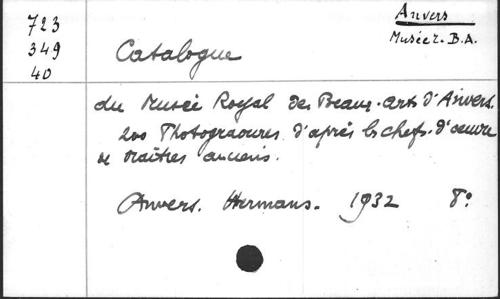 723
349
40
Anvers
Musée r. B.A.
Catalogue
du Musée Royal des Beaux-arts d'Anvers.
200 Photogravures d'après les chefs-d'oeuvre
de Maîtres anciens.
Anvers. Hermans. 1932 8°